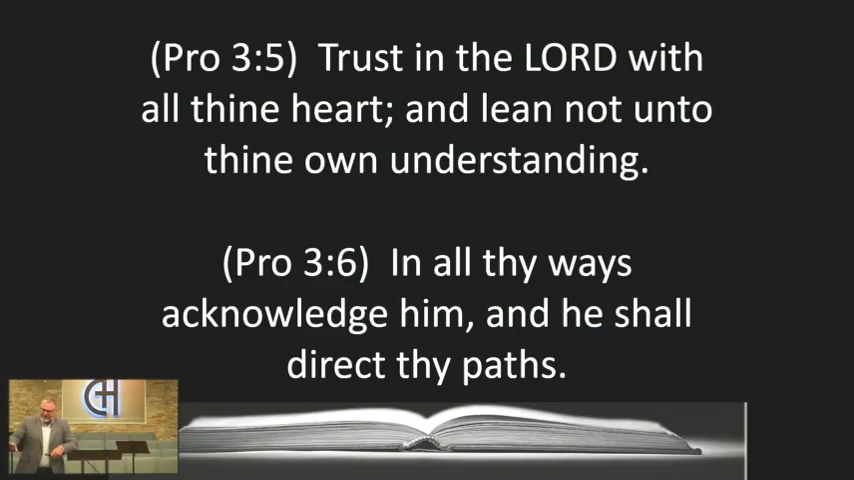 (Pro 3:5)  Trust in the LORD with
all thine heart; and lean not unto
thine own understanding.
(Pro 3:6)  In all thy ways
acknowledge him, and he shall
direct thy paths.
CH